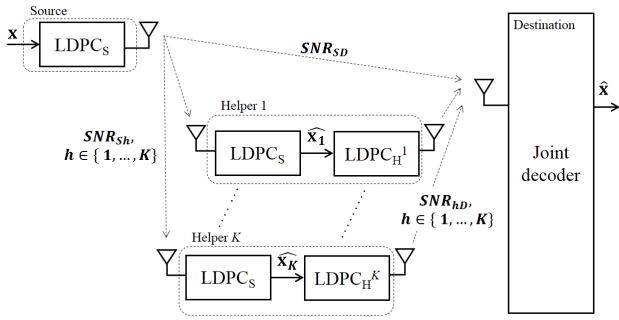 Source
x
LDPC_S
SNR_SD
Destination
Helper 1
SNR_Sh,
h ∈ { 1, ..., K}
LDPC_S
x̂_1
LDPC_H^1
x̂
Joint
decoder
SNR_hD,
h ∈ { 1, ..., K}
Helper K
LDPC_S
x̂_K
LDPC_H^K